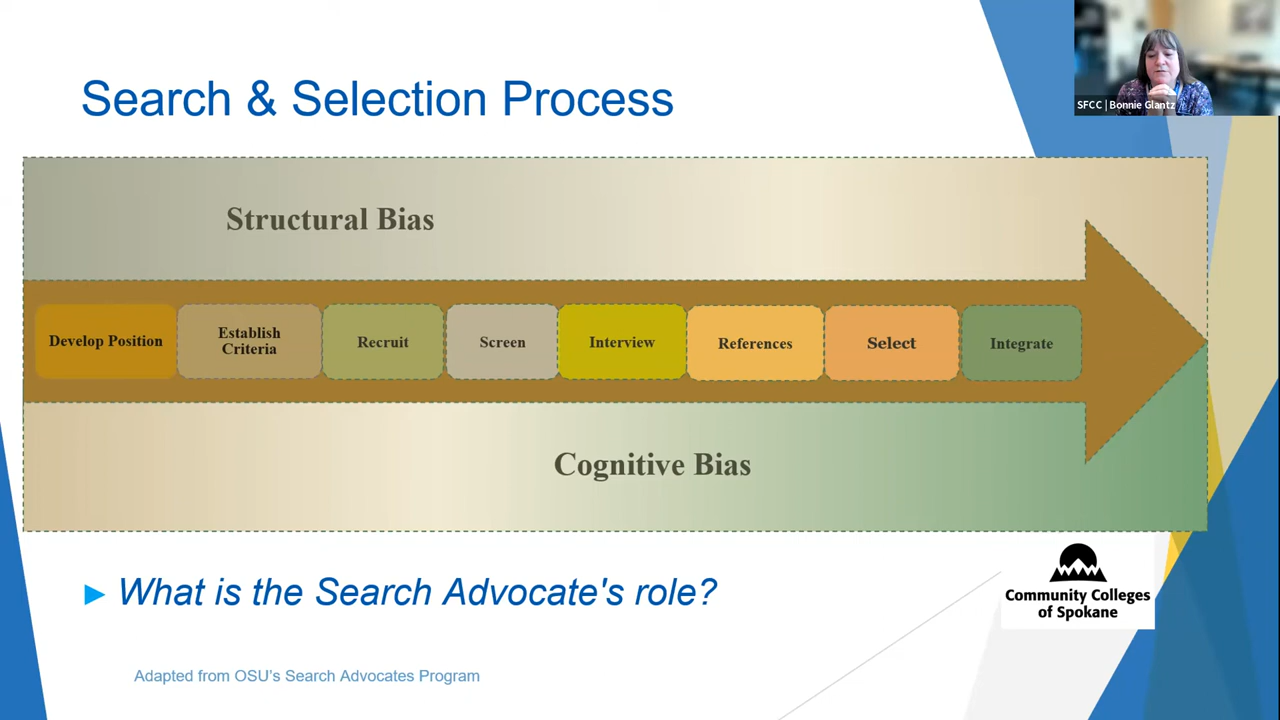 SFCC | Bonnie Glantz
Search & Selection Process
Structural Bias
Develop Position
Establish
Criteria
Recruit
Screen
Interview
References
Select
Integrate
Cognitive Bias
What is the Search Advocate's role?
Community Colleges
of Spokane
Adapted from OSU's Search Advocates Program